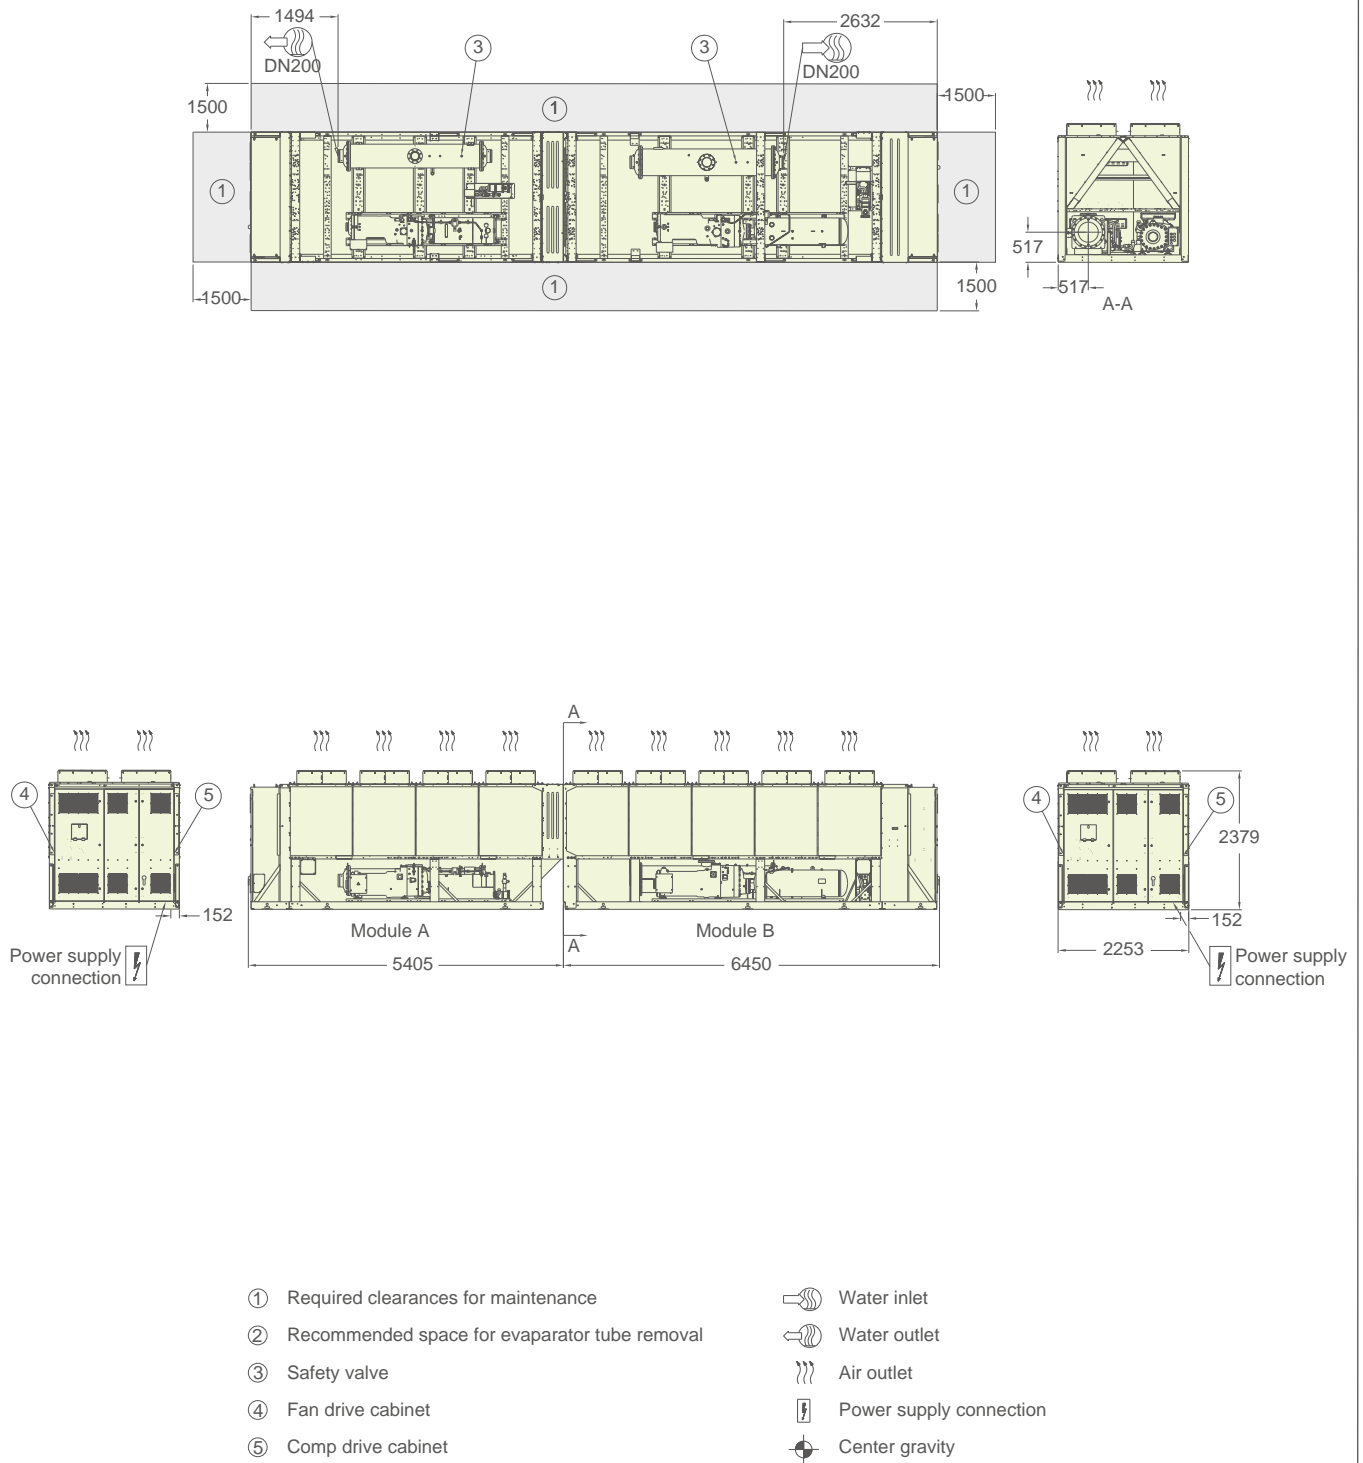 1494
2632
DN200
3
3
DN200
1500
1
1500
1
1
517
1500
1
1500
517
A-A
A
4
5
4
5
2379
152
Module A
A
Module B
152
Power supply
connection
5405
6450
2253
Power supply
connection
1 Required clearances for maintenance
Water inlet
2 Recommended space for evaparator tube removal
Water outlet
3 Safety valve
Air outlet
4 Fan drive cabinet
Power supply connection
5 Comp drive cabinet
Center gravity